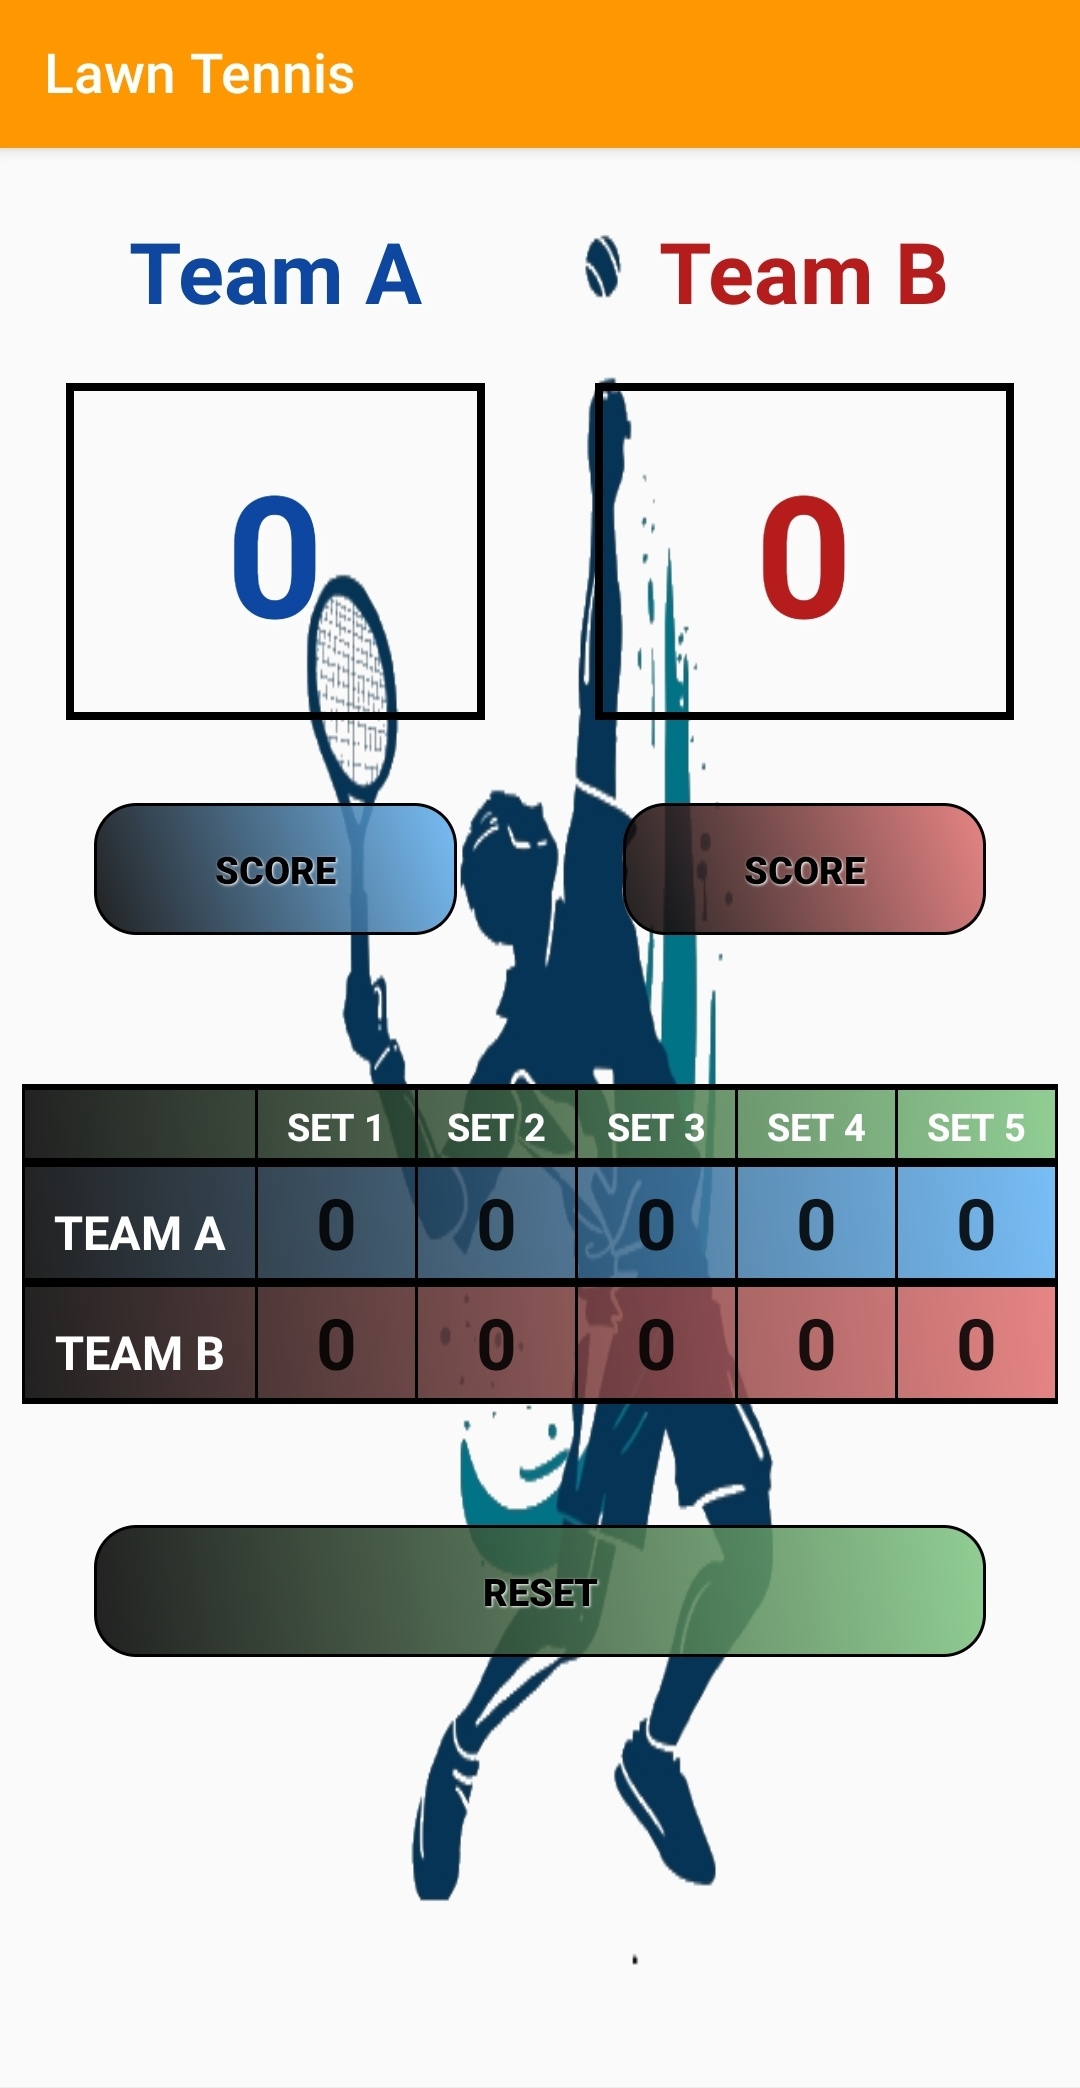 Lawn Tennis
Team A Team B
0 0
SCORE SCORE
SET 1 SET 2 SET 3 SET 4 SET 5
TEAM A 0 0 0 0 0
TEAM B 0 0 0 0 0
RESET